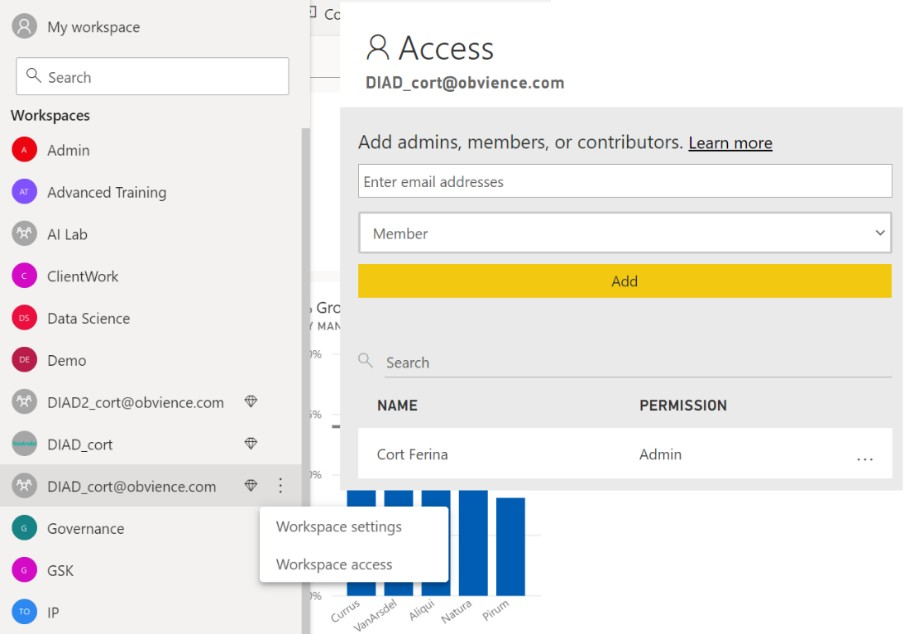 My workspace
Search
Workspaces
A Admin
AT Advanced Training
AI Lab
C ClientWork
DS Data Science
DE Demo
DIAD2_cort@obvience.com
DIAD_cort
DIAD_cort@obvience.com
G Governance
G GSK
TO IP
Workspace settings
Workspace access
Co
Access
DIAD_cort@obvience.com
Add admins, members, or contributors. Learn more
Enter email addresses
Member
Add
Search
NAME PERMISSION
Cort Ferina Admin ...
Gro
Y MAN
0%
5%
0%
0%
Currus
VanArsdel
Aliqui
Natura
Pirum